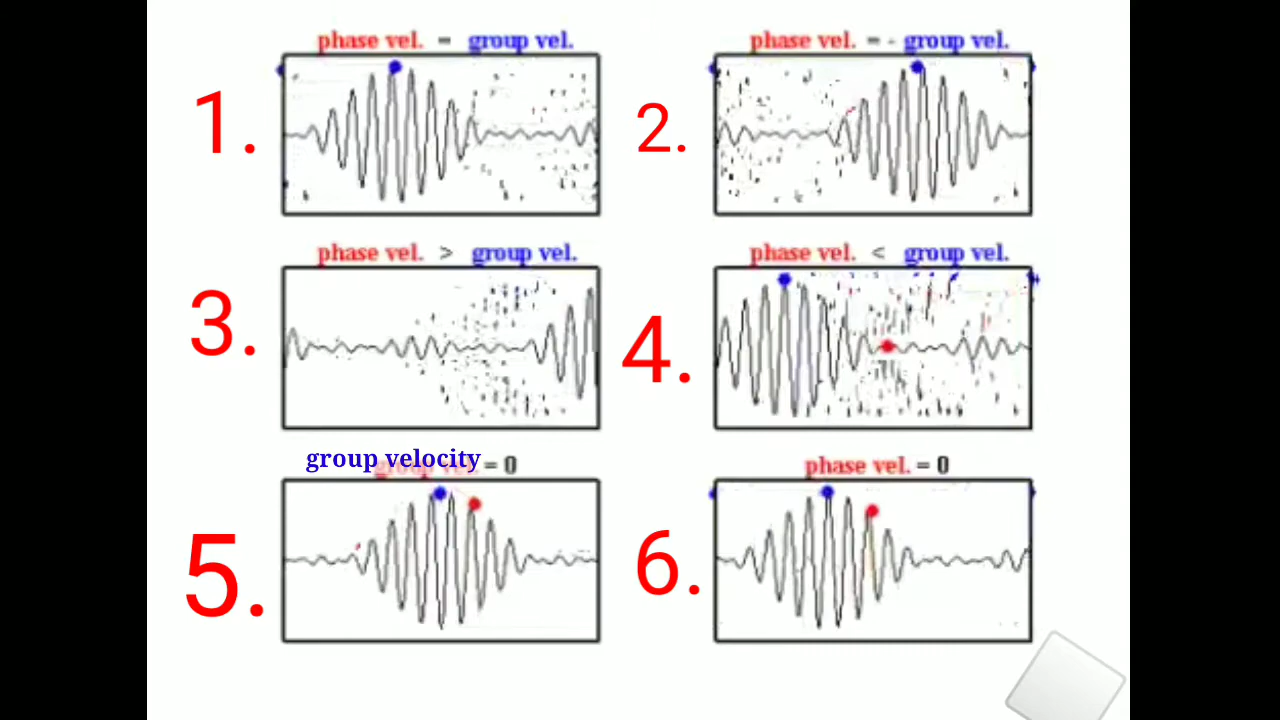 phase vel. = group vel.
1.
phase vel. = - group vel.
2.
phase vel. > group vel.
3.
phase vel. < group vel.
4.
group velocity = 0
5.
phase vel. = 0
6.